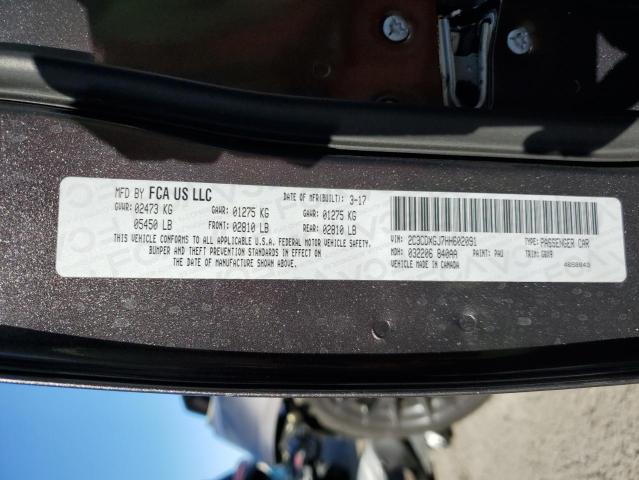 MFD BY FCA US LLC DATE OF MFR(BUILT): 3-17
GVWR: 02473 KG GAWR: 01275 KG GAWR: 01275 KG
05450 LB FRONT: 02810 LB REAR: 02810 LB
THIS VEHICLE CONFORMS TO ALL APPLICABLE U.S.A. FEDERAL MOTOR VEHICLE SAFETY,
BUMPER AND THEFT PREVENTION STANDARDS IN EFFECT ON
THE DATE OF MANUFACTURE SHOWN ABOVE.
VIN: 2C3CDXGJ7HH602091 TYPE: PASSENGER CAR
MDH: 032206 840AA PAINT: PAU TRIM: G8X9
VEHICLE MADE IN CANADA